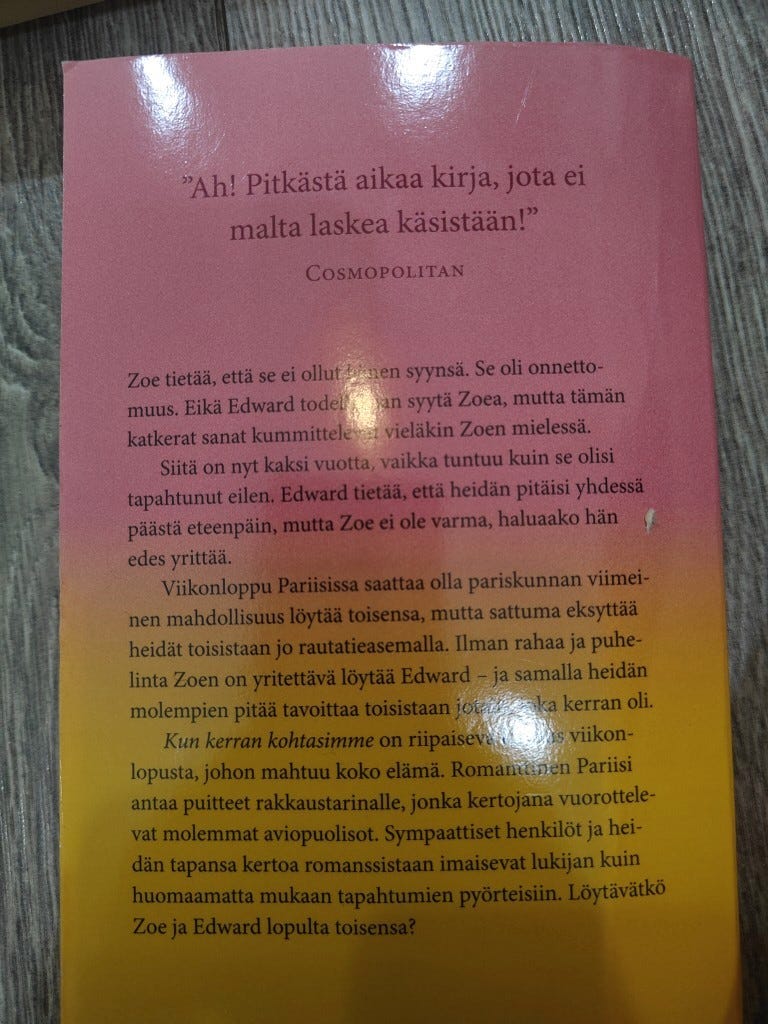 ”Ah! Pitkästä aikaa kirja, jota ei
malta laskea käsistään!”
Cosmopolitan
Zoe tietää, että se ei ollut hänen syynsä. Se oli onnetto-
muus. Eikä Edward syytä Zoea, mutta tämän
katkerat sanat kummittelevat vieläkin Zoen mielessä.
Siitä on nyt kaksi vuotta, vaikka tuntuu kuin se olisi
tapahtunut eilen. Edward tietää, että heidän pitäisi yhdessä
päästä eteenpäin, mutta Zoe ei ole varma, haluaako hän
edes yrittää.
Viikonloppu Pariisissa saattaa olla pariskunnan viimei-
nen mahdollisuus löytää toisensa, mutta sattuma eksyttää
heidät toisistaan jo rautatieasemalla. Ilman rahaa ja puhe-
linta Zoen on yritettävä löytää Edward – ja samalla heidän
molempien pitää tavoittaa toisistaan joka kerran oli.
Kun kerran kohtasimme on viikon-
lopusta, johon mahtuu koko elämä. Romanttinen Pariisi
antaa puitteet rakkaustarinalle, jonka kertojana vuorottele-
vat molemmat aviopuolisot. Sympaattiset henkilöt ja hei-
dän tapansa kertoa romanssistaan imaisevat lukijan kuin
huomaamatta mukaan tapahtumien pyörteisiin. Löytävätkö
Zoe ja Edward lopulta toisensa?